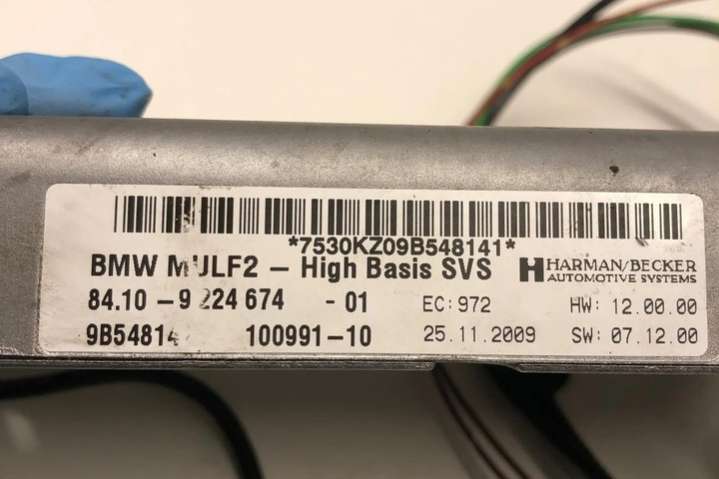 *7530KZ09B548141*
BMW MULF2 – High Basis SVS
HARMAN/BECKER
AUTOMOTIVE SYSTEMS
84.10 –9 224 674 - 01 EC: 972 HW: 12.00.00
100991–10 25.11.2009 SW: 07.12.00